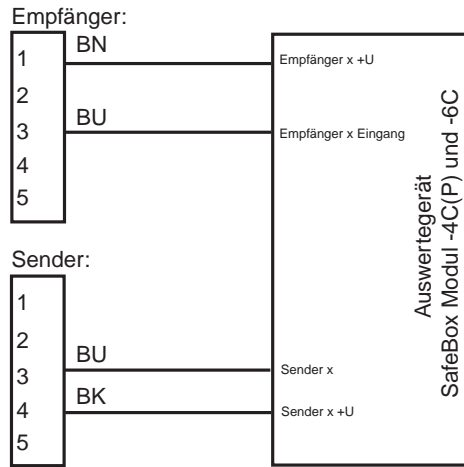 Empfänger:
1
2
3
4
5
BN
BU
Empfänger x +U
Empfänger x Eingang
Sender:
1
2
3
4
5
BU
BK
Sender x
Sender x +U
Auswertegerät
SafeBox Modul -4C(P) und -6C